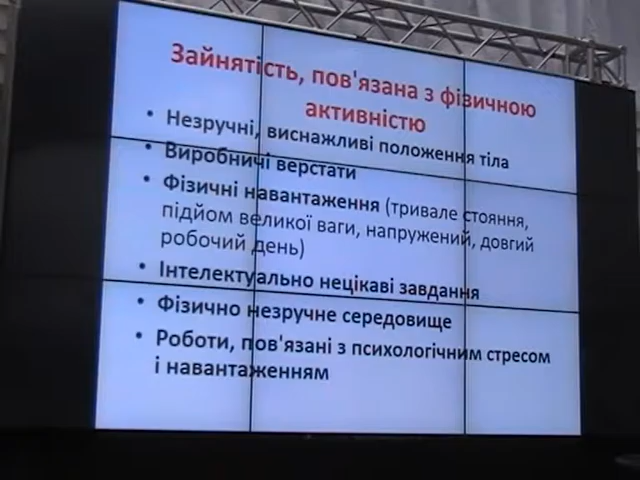 Зайнятість, пов'язана з фізичною
активністю
• Незручні, виснажливі положення тіла
• Виробничі верстати
• Фізичні навантаження (тривале стояння,
підйом великої ваги, напружений, довгий
робочий день)
• Інтелектуально нецікаві завдання
• Фізично незручне середовище
• Роботи, пов'язані з психологічним стресом
і навантаженням